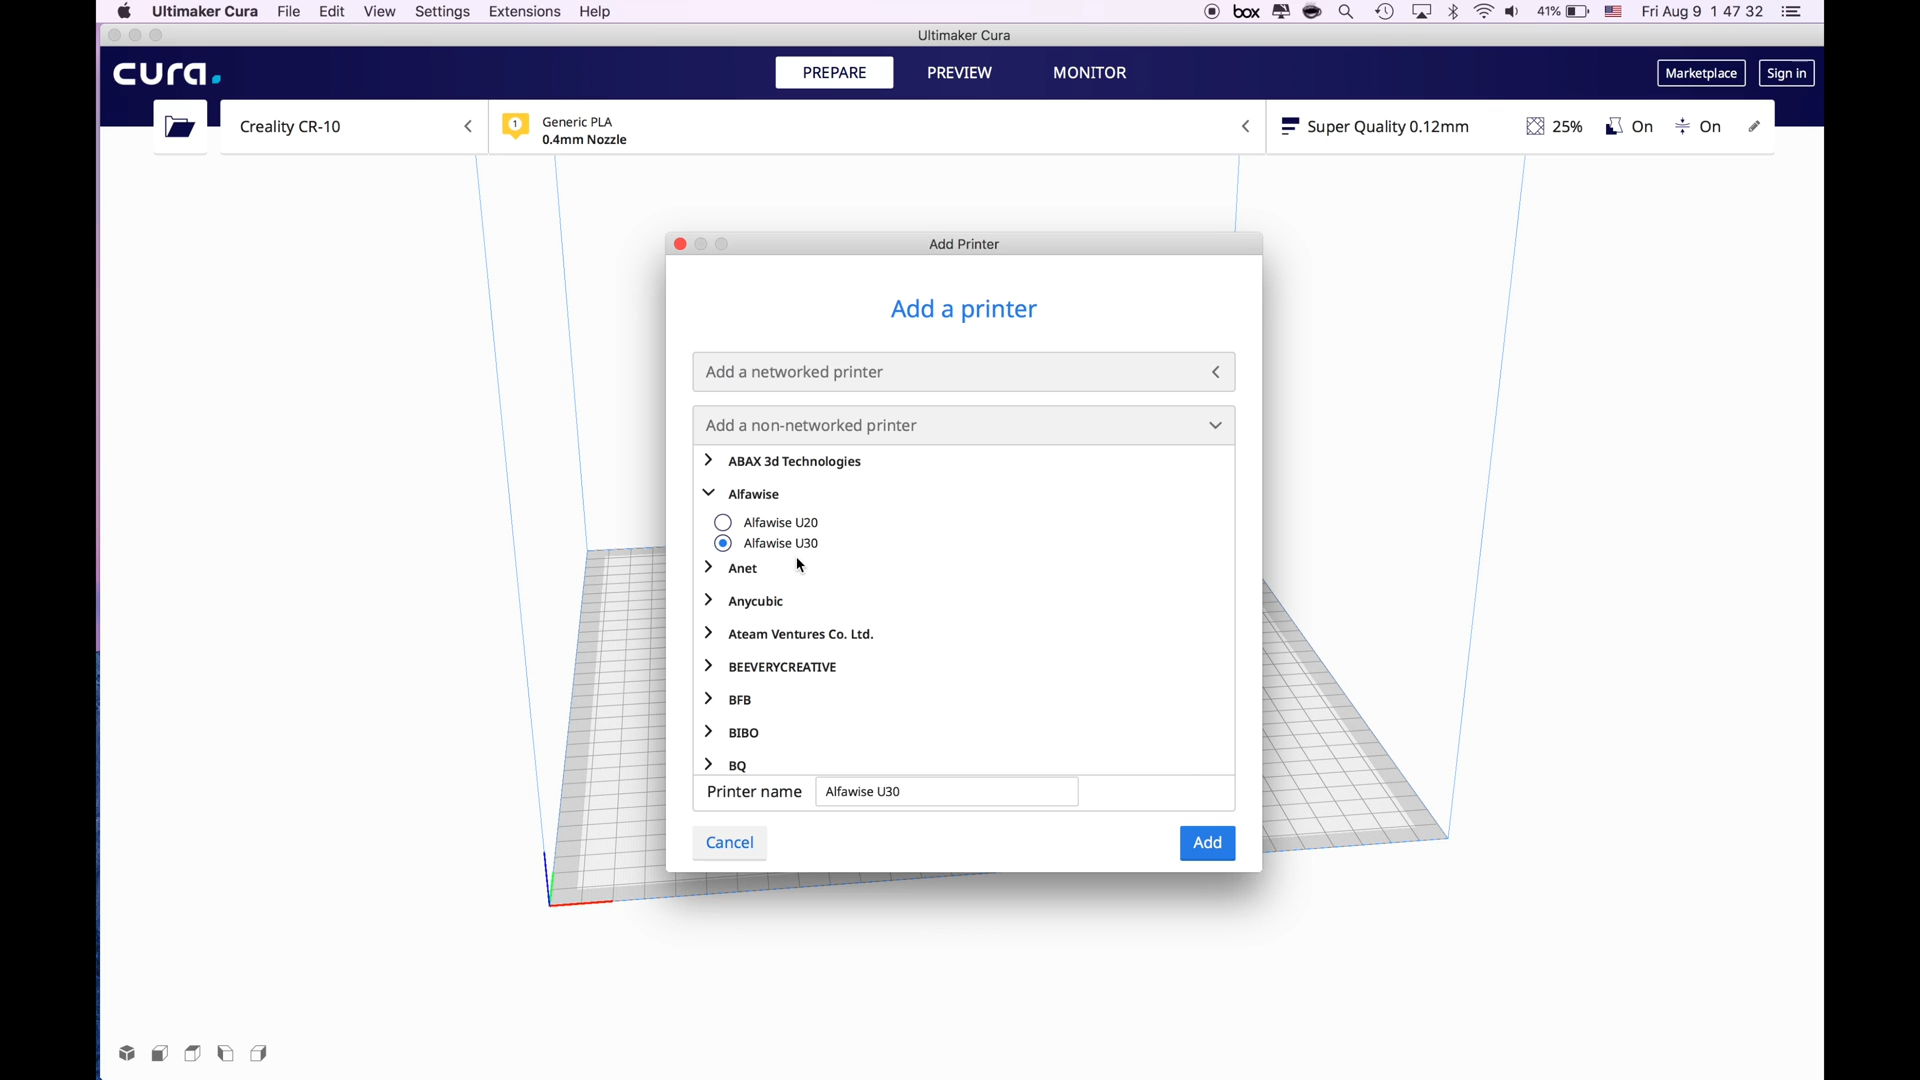 Ultimaker Cura File Edit View Settings Extensions Help box 41% Fri Aug 9 1 47 32
Ultimaker Cura
cura. PREPARE PREVIEW MONITOR Marketplace Sign in
Creality CR-10 1 Generic PLA Super Quality 0.12mm 25% On On
0.4mm Nozzle
Add Printer
Add a printer
Add a networked printer
Add a non-networked printer
ABAX 3d Technologies
Alfawise
Alfawise U20
Alfawise U30
Anet
Anycubic
Ateam Ventures Co. Ltd.
BEEVERYCREATIVE
BFB
BIBO
BQ
Printer name Alfawise U30
Cancel Add